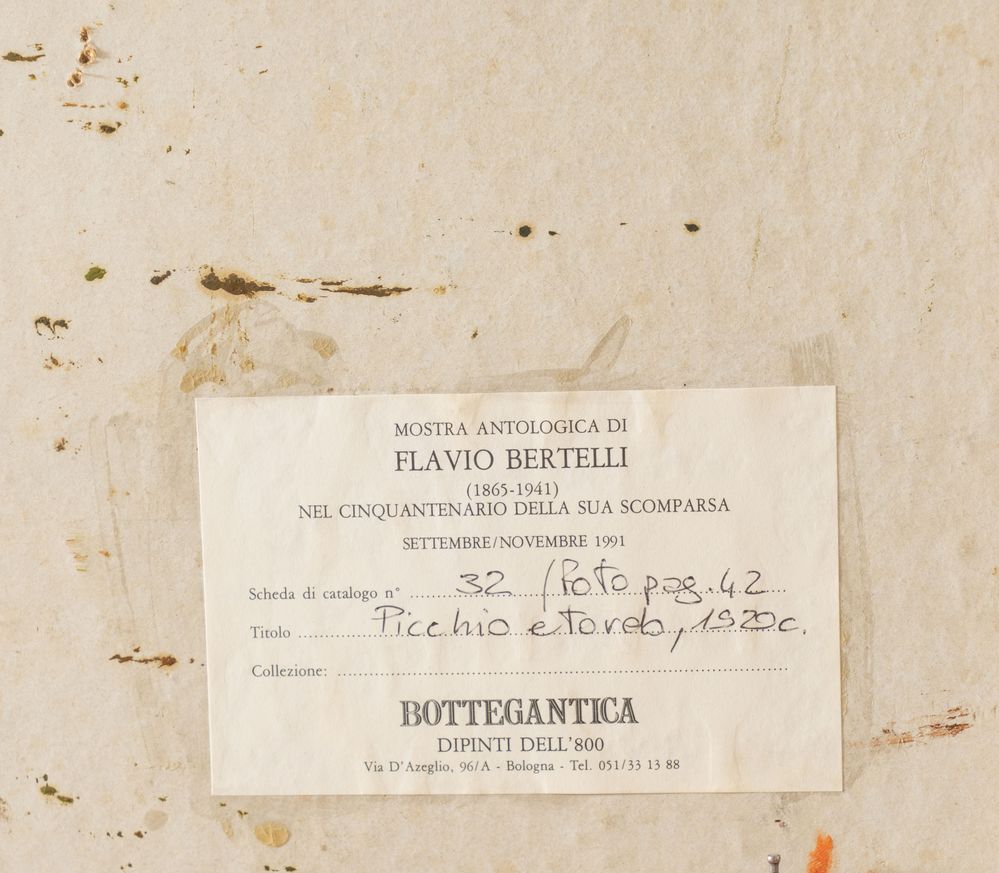 MOSTRA ANTOLOGICA DI
FLAVIO BERTELLI
(1865-1941)
NEL CINQUANTENARIO DELLA SUA SCOMPARSA
SETTEMBRE/NOVEMBRE 1991
Scheda di catalogo n° 32 / Foto pag. 42
Titolo Picchio e Tordo, 1920 c.
Collezione:
BOTTEGANTICA
DIPINTI DELL'800
Via D'Azeglio, 96/A - Bologna - Tel. 051/33 13 88